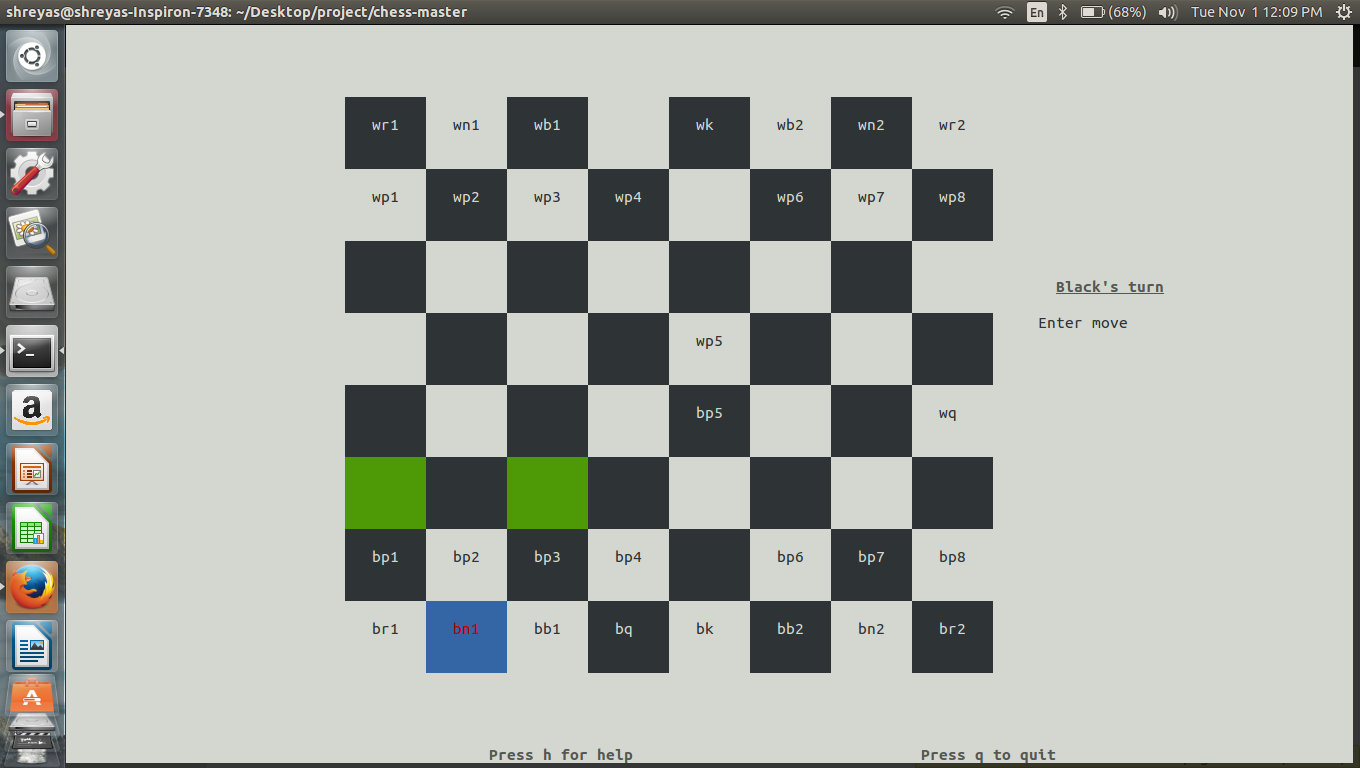 shreyas@shreyas-Inspiron-7348: ~/Desktop/project/chess-master En (68%) Tue Nov 1 12:09 PM
wr1 wn1 wb1 wk wb2 wn2 wr2
wp1 wp2 wp3 wp4 wp6 wp7 wp8
Black's turn
Enter move
wp5
bp5 wq
bp1 bp2 bp3 bp4 bp6 bp7 bp8
br1 bn1 bb1 bq bk bb2 bn2 br2
Press h for help Press q to quit